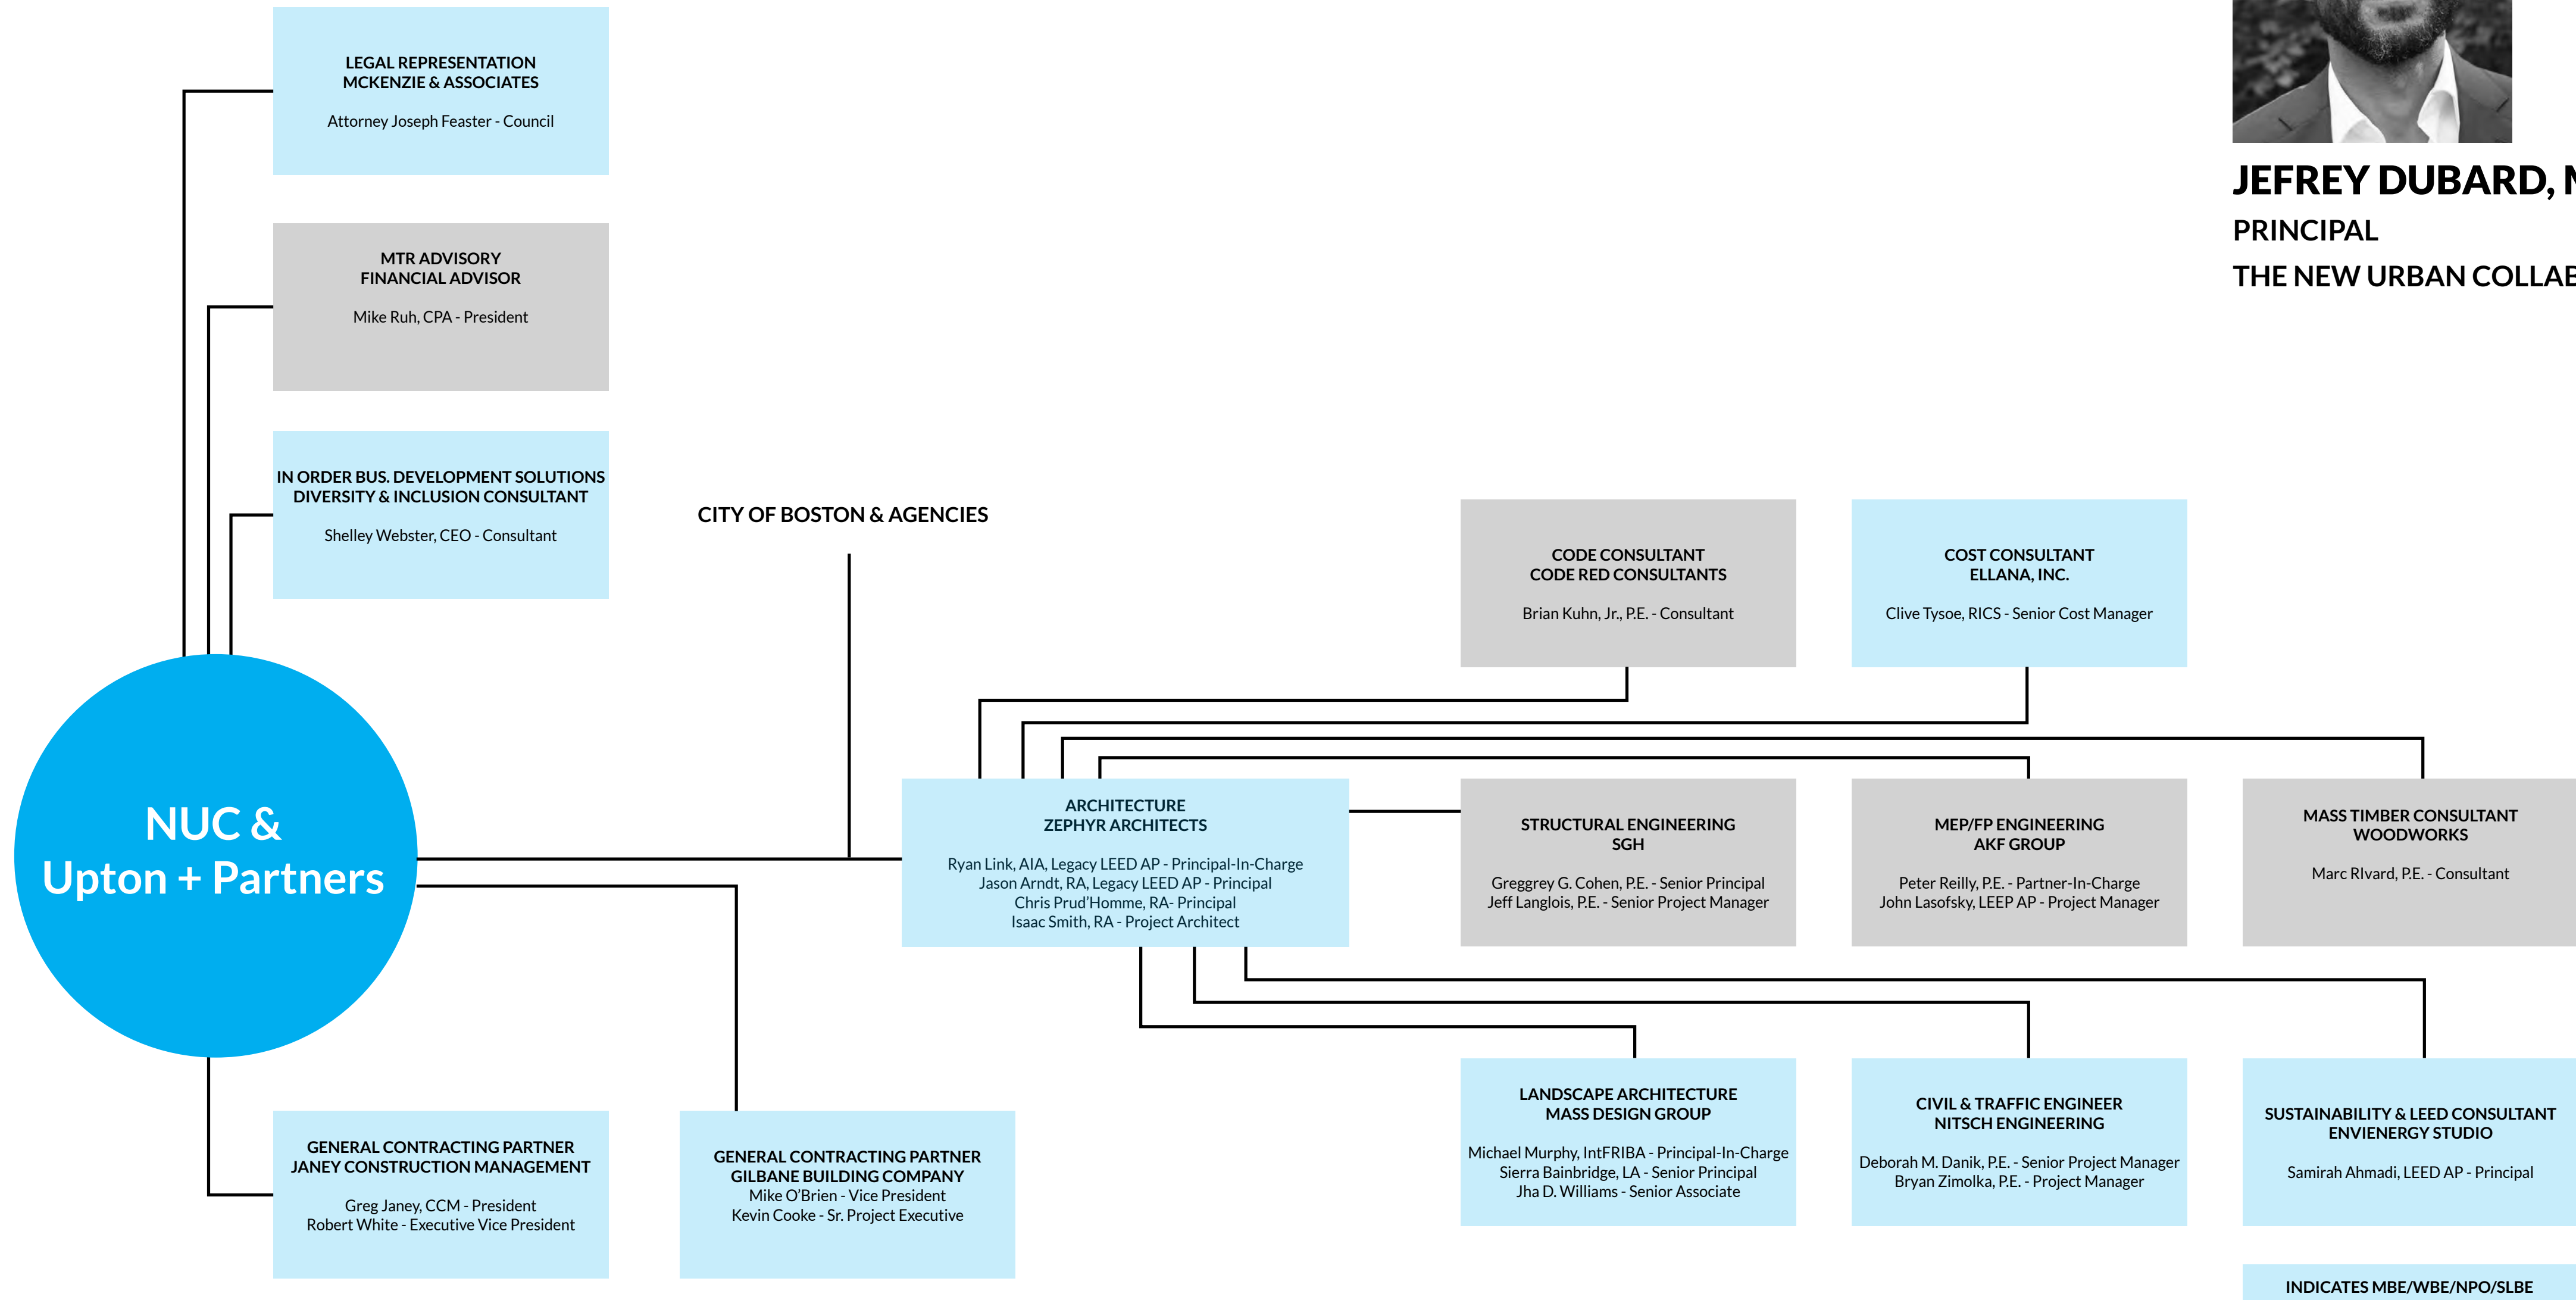 LEGAL REPRESENTATION
MCKENZIE & ASSOCIATES
Attorney Joseph Feaster - Council
MTR ADVISORY
FINANCIAL ADVISOR
Mike Ruh, CPA - President
IN ORDER BUS. DEVELOPMENT SOLUTIONS
DIVERSITY & INCLUSION CONSULTANT
Shelley Webster, CEO - Consultant
JEFREY DUBARD,
PRINCIPAL
THE NEW URBAN
CITY OF BOSTON & AGENCIES
CODE CONSULTANT
CODE RED CONSULTANTS
Brian Kuhn, Jr., P.E. - Consultant
COST CONSULTANT
ELLANA, INC.
Clive Tysoe, RICS - Senior Cost Manager
NUC &
Upton + Partners
ARCHITECTURE
ZEPHYR ARCHITECTS
Ryan Link, AIA, Legacy LEED AP - Principal-In-Charge
Jason Arndt, RA, Legacy LEED AP - Principal
Chris Prud'Homme, RA- Principal
Isaac Smith, RA - Project Architect
STRUCTURAL ENGINEERING
SGH
Greggrey G. Cohen, P.E. - Senior Principal
Jeff Langlois, P.E. - Senior Project Manager
MEP/FP ENGINEERING
AKF GROUP
Peter Reilly, P.E. - Partner-In-Charge
John Lasofsky, LEEP AP - Project Manager
MASS TIMBER CONSULTANT
WOODWORKS
Marc RIvard, P.E. - Consultant
GENERAL CONTRACTING PARTNER
JANEY CONSTRUCTION MANAGEMENT
Greg Janey, CCM - President
Robert White - Executive Vice President
GENERAL CONTRACTING PARTNER
GILBANE BUILDING COMPANY
Mike O'Brien - Vice President
Kevin Cooke - Sr. Project Executive
LANDSCAPE ARCHITECTURE
MASS DESIGN GROUP
Michael Murphy, IntFRIBA - Principal-In-Charge
Sierra Bainbridge, LA - Senior Principal
Jha D. Williams - Senior Associate
CIVIL & TRAFFIC ENGINEER
NITSCH ENGINEERING
Deborah M. Danik, P.E. - Senior Project Manager
Bryan Zimolka, P.E. - Project Manager
SUSTAINABILITY & LEED CONSULTANT
ENVIENERGY STUDIO
Samirah Ahmadi, LEED AP - Principal
INDICATES MBE/WBE/NPO/SLBE